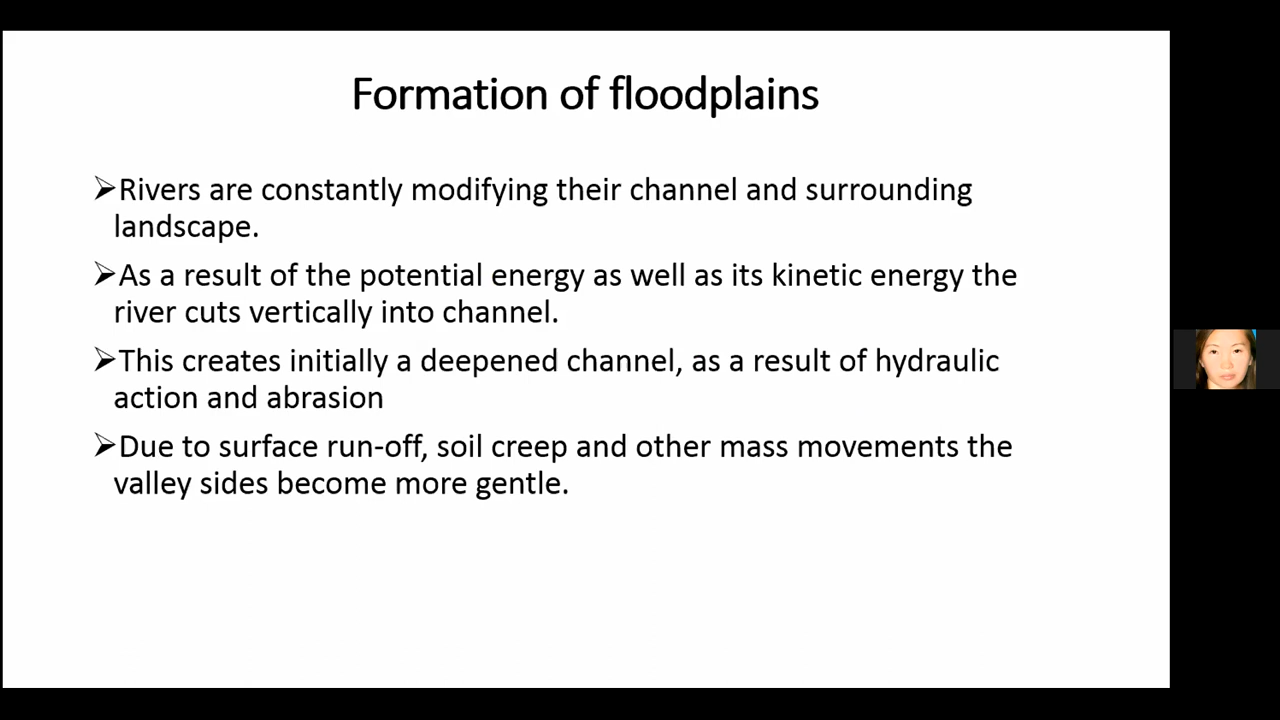 Formation of floodplains
➢Rivers are constantly modifying their channel and surrounding
landscape.
➢As a result of the potential energy as well as its kinetic energy the
river cuts vertically into channel.
➢This creates initially a deepened channel, as a result of hydraulic
action and abrasion
➢Due to surface run-off, soil creep and other mass movements the
valley sides become more gentle.